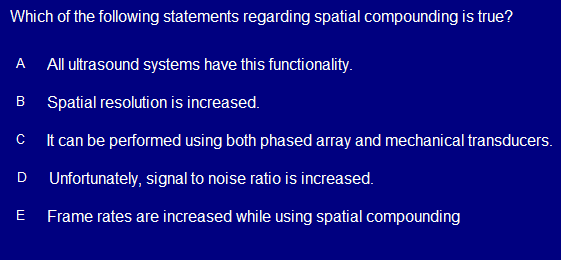 Which of the following statements regarding spatial compounding is true?
A All ultrasound systems have this functionality.
B Spatial resolution is increased.
C It can be performed using both phased array and mechanical transducers.
D Unfortunately, signal to noise ratio is increased.
E Frame rates are increased while using spatial compounding